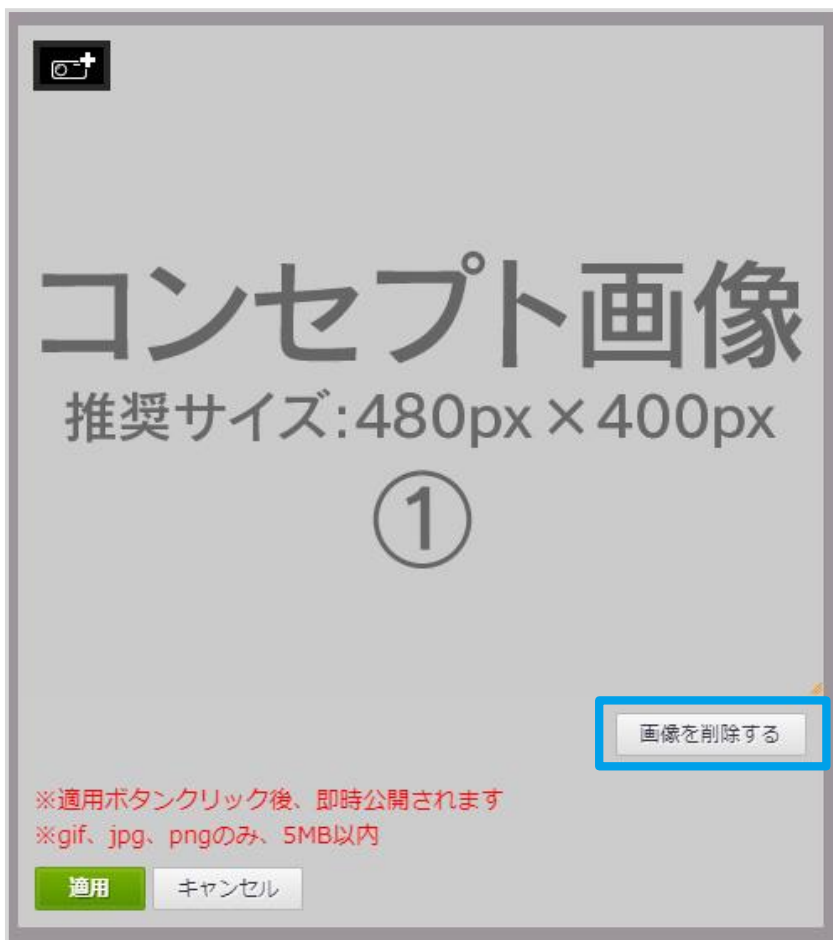 コンセプト画像
推奨サイズ:480px×400px
①
画像を削除する
※適用ボタンクリック後、即時公開されます
※gif、jpg、pngのみ、5MB以内
適用 キャンセル